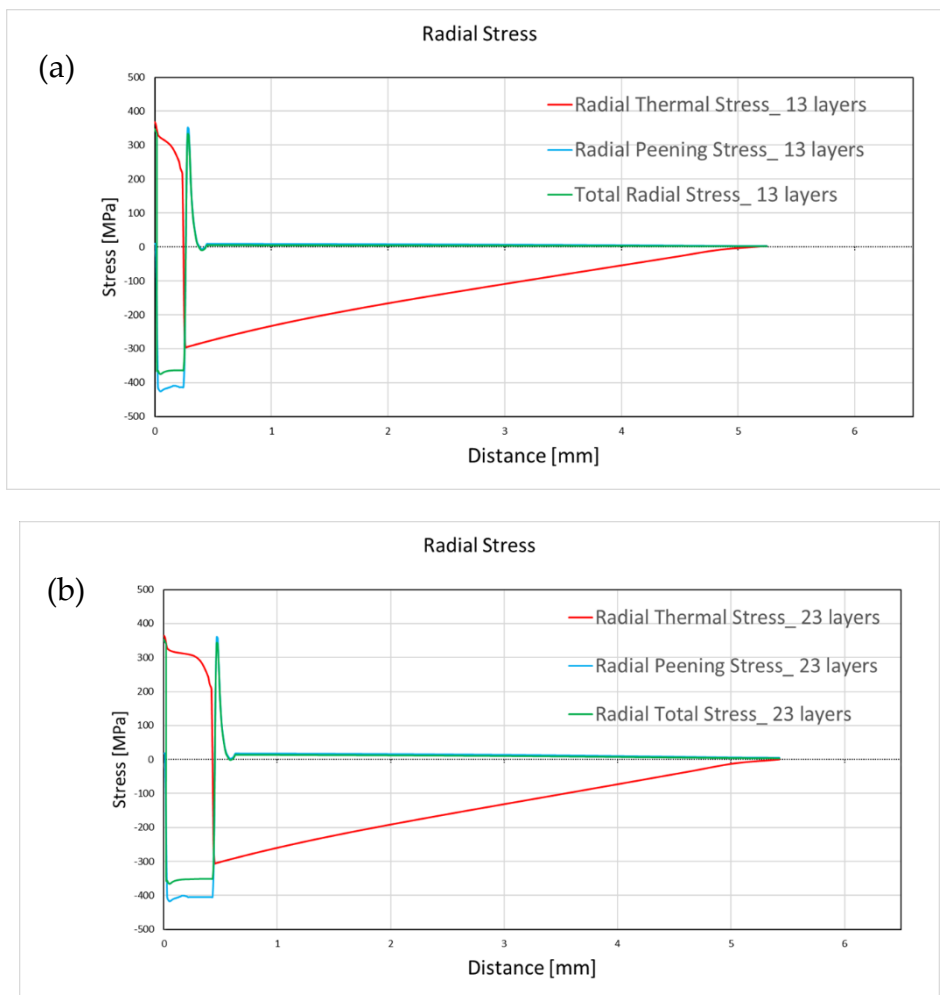 Radial Stress
(a)
500
400
300
200
100
0
-100
-200
-300
-400
-500
Stress [MPa]
Radial Thermal Stress_ 13 layers
Radial Peening Stress_ 13 layers
Total Radial Stress_ 13 layers
0 1 2 3 4 5 6
Distance [mm]
Radial Stress
(b)
500
400
300
200
100
0
-100
-200
-300
-400
-500
Stress [MPa]
Radial Thermal Stress_ 23 layers
Radial Peening Stress_ 23 layers
Radial Total Stress_ 23 layers
0 1 2 3 4 5 6
Distance [mm]